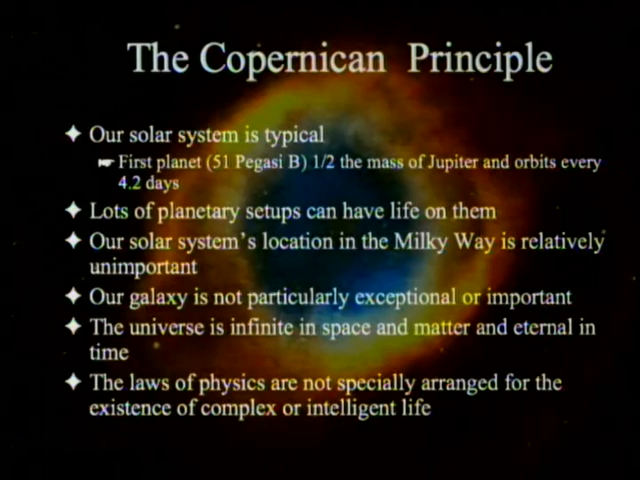 The Copernican Principle
✦ Our solar system is typical
☛ First planet (51 Pegasi B) 1/2 the mass of Jupiter and orbits every
4.2 days
✦ Lots of planetary setups can have life on them
✦ Our solar system's location in the Milky Way is relatively
unimportant
✦ Our galaxy is not particularly exceptional or important
✦ The universe is infinite in space and matter and eternal in
time
✦ The laws of physics are not specially arranged for the
existence of complex or intelligent life